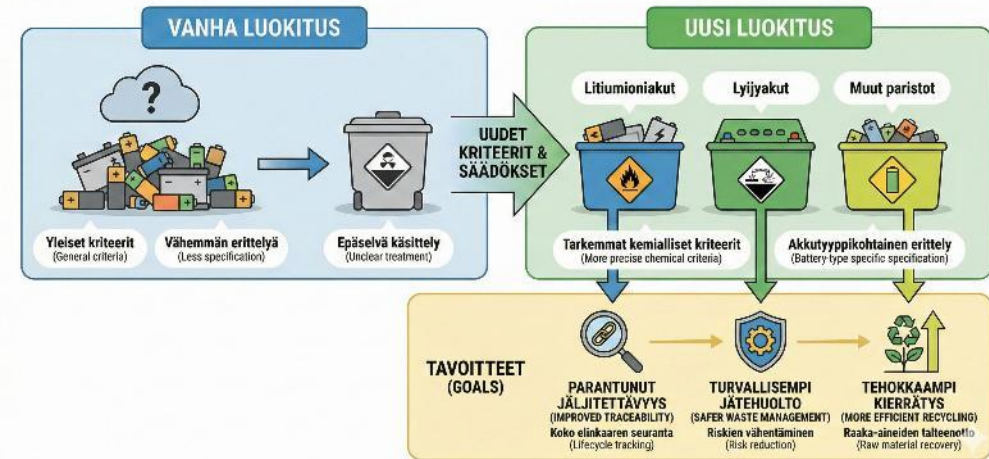 VANHA LUOKITUS
?
Yleiset kriteerit
(General criteria)
Vähemmän erittelyä
(Less specification)
Epäselvä käsittely
(Unclear treatment)
UUDET
KRITEERIT &
SÄÄDÖKSET
UUSI LUOKITUS
Litiumioniakut
Lyijyakut
Muut paristot
Tarkemmat kemialliset kriteerit
(More precise chemical criteria)
Akkutyyppikohtainen erittely
(Battery-type specific specification)
TAVOITTEET
(GOALS)
PARANTUNUT
JÄLJITETTÄVYYS
(IMPROVED TRACEABILITY)
Koko elinkaaren seuranta
(Lifecycle tracking)
TURVALLISEMPI
JÄTEHUOLTO
(SAFER WASTE MANAGEMENT)
Riskien vähentäminen
(Risk reduction)
TEHOKKAAMPI
KIERRÄTYS
(MORE EFFICIENT RECYCLING)
Raaka-aineiden talteenotto
(Raw material recovery)